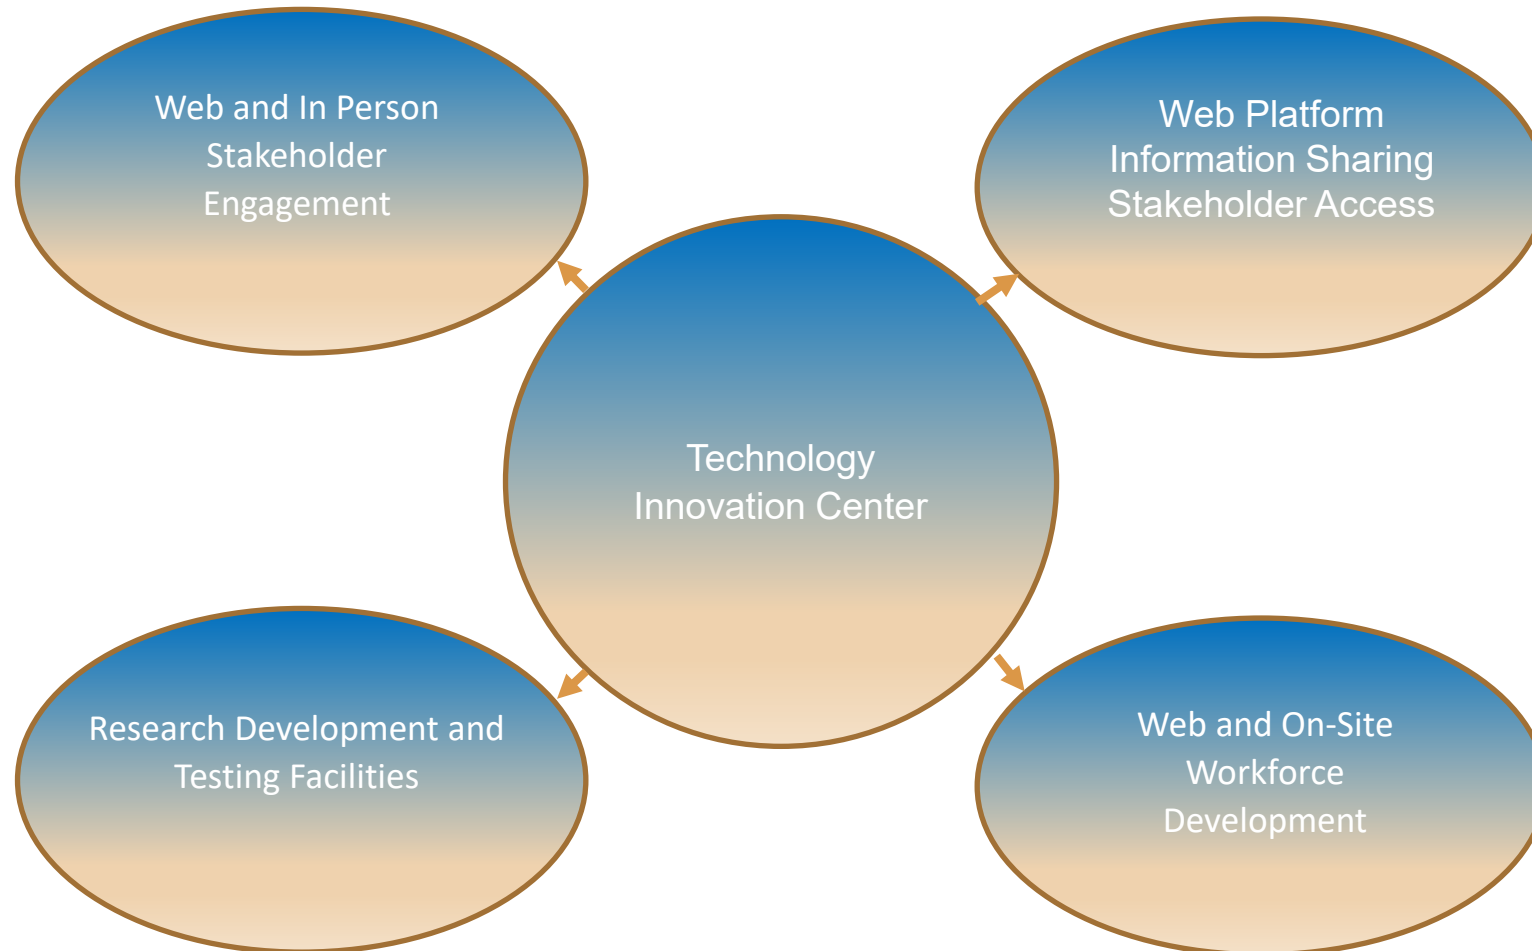 Web and In Person
Stakeholder
Engagement
Web Platform
Information Sharing
Stakeholder Access
Technology
Innovation Center
Research Development and
Testing Facilities
Web and On-Site
Workforce
Development